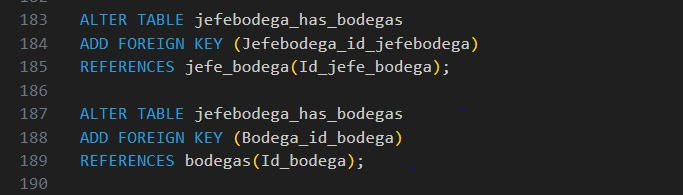 183 ALTER TABLE jefebodega_has_bodegas
184 ADD FOREIGN KEY (Jefebodega_id_jefebodega)
185 REFERENCES jefe_bodega(Id_jefe_bodega);
186
187 ALTER TABLE jefebodega_has_bodegas
188 ADD FOREIGN KEY (Bodega_id_bodega)
189 REFERENCES bodegas(Id_bodega);
190